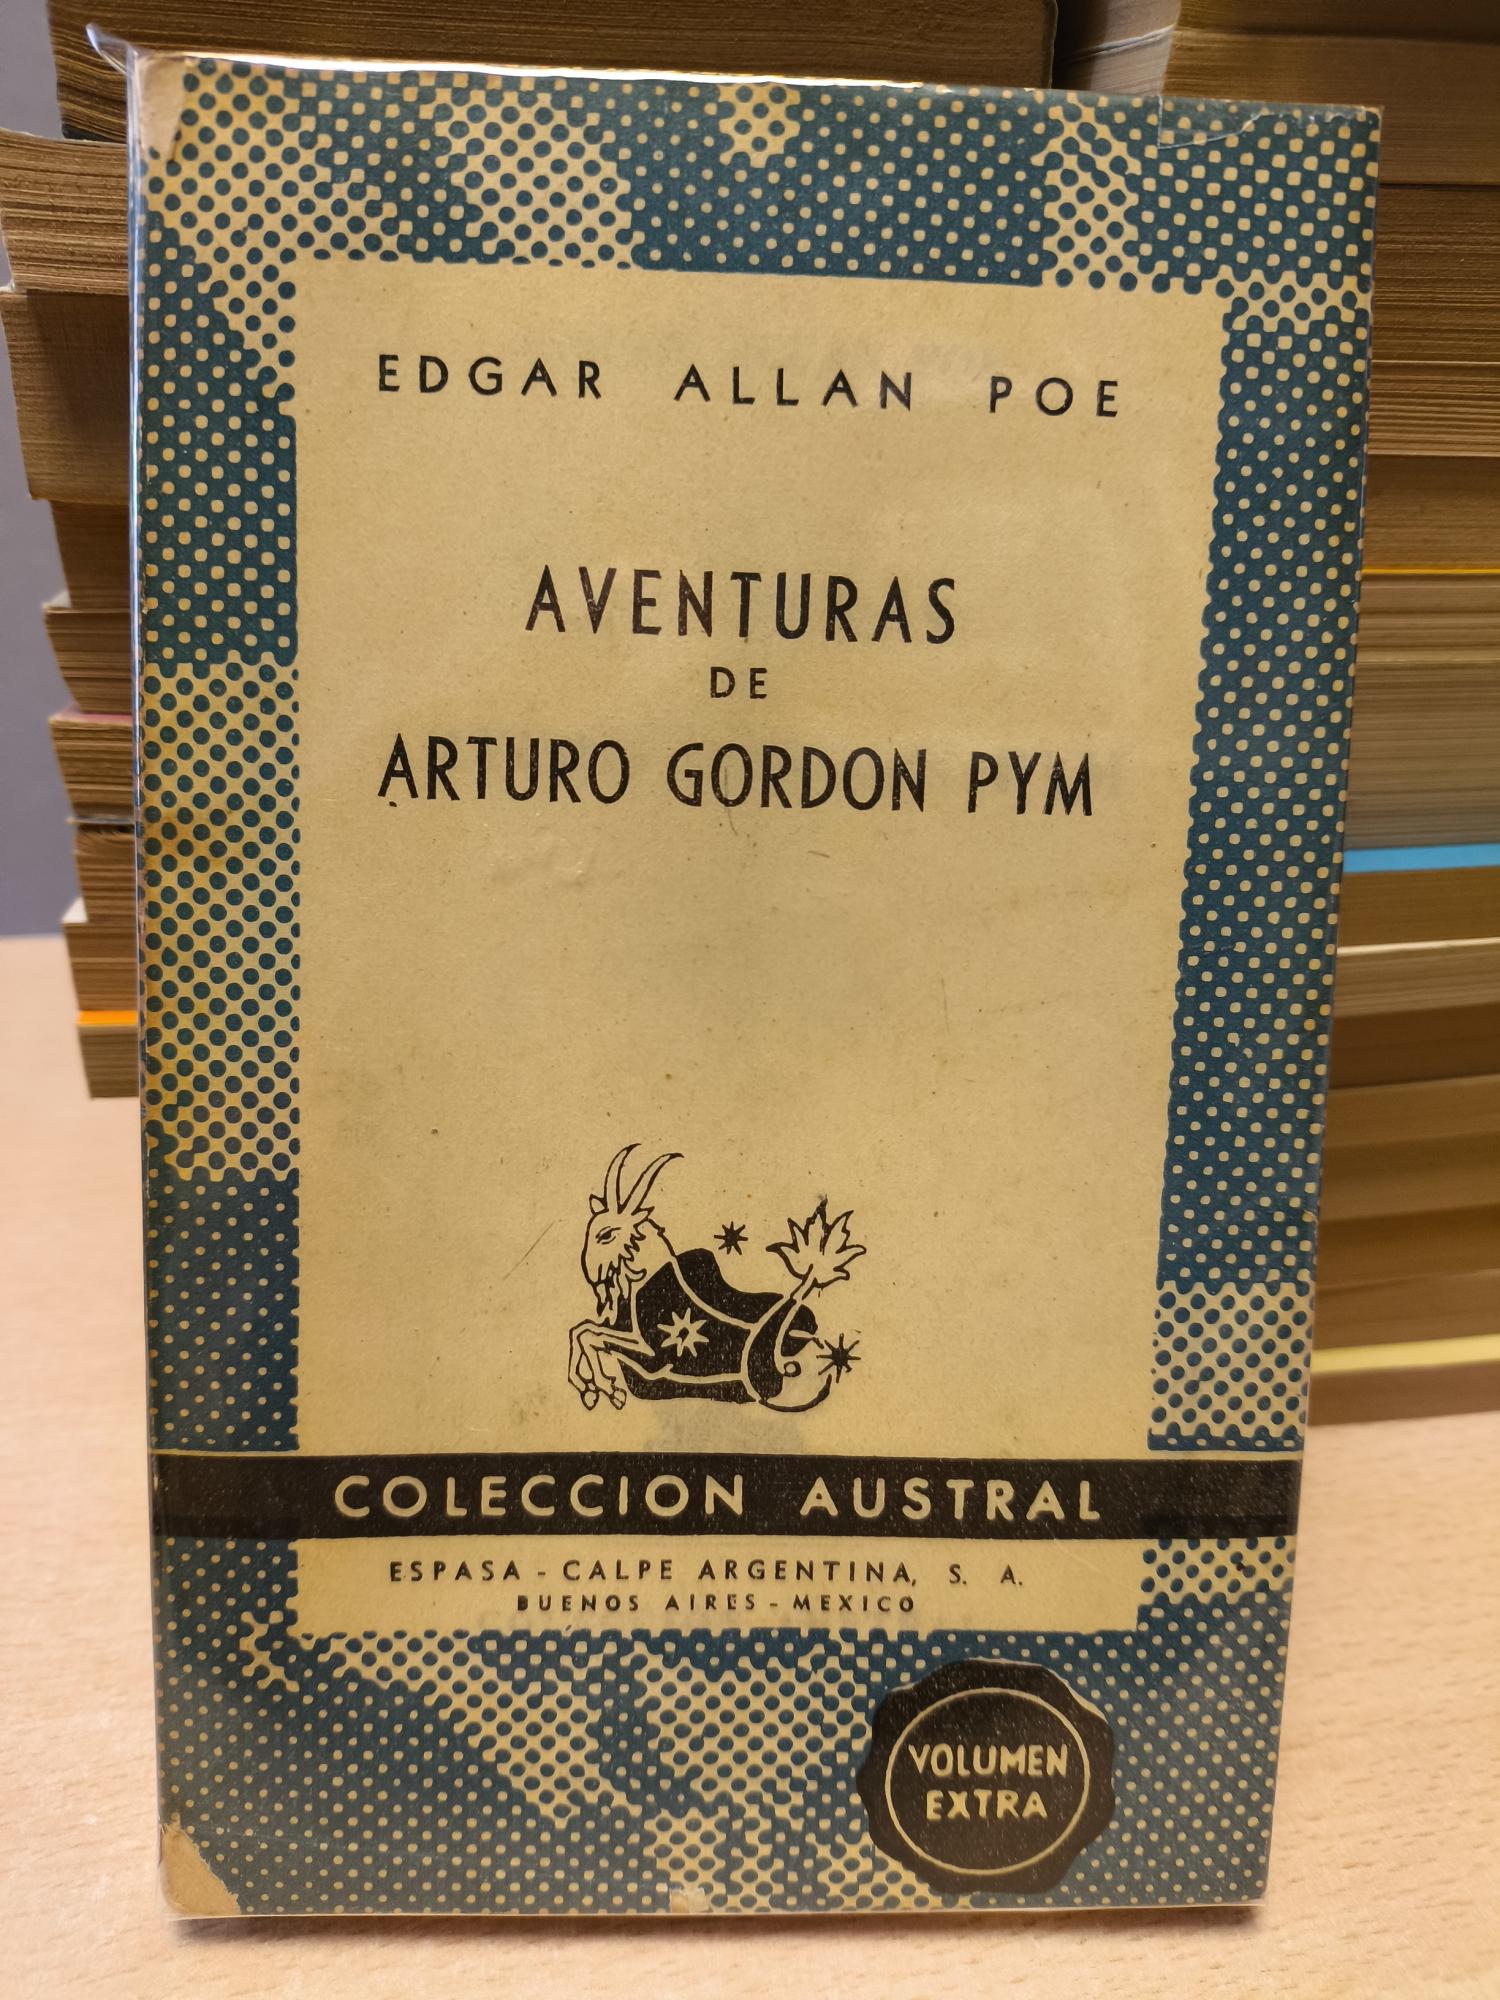 EDGAR ALLAN POE
AVENTURAS
DE
ARTURO GORDON PYM
COLECCION AUSTRAL
ESPASA - CALPE ARGENTINA, S. A.
BUENOS AIRES - MEXICO
VOLUMEN
EXTRA